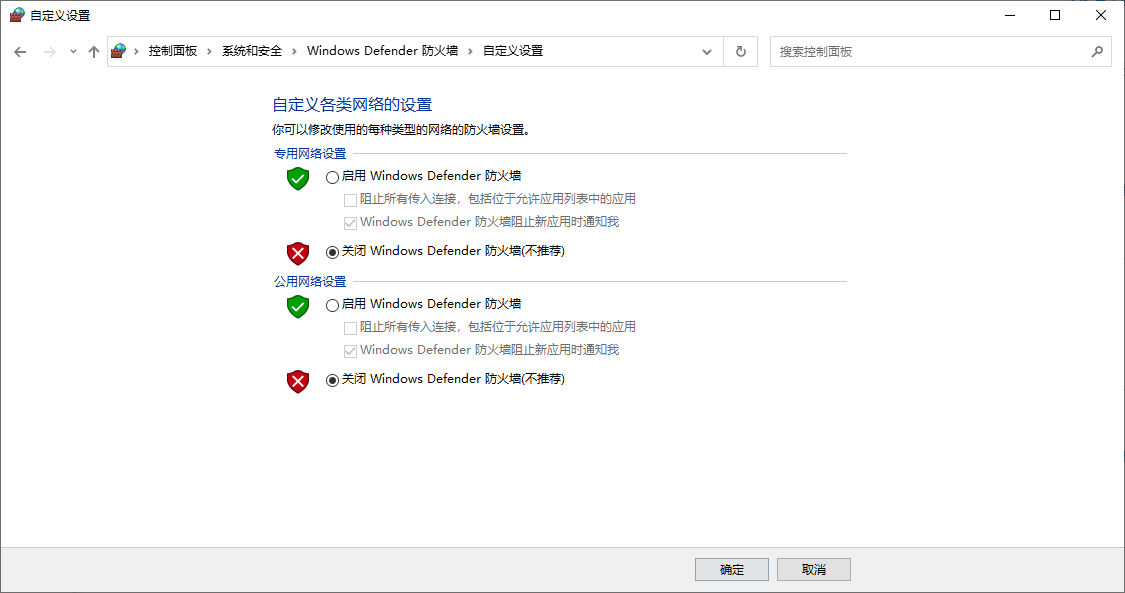 自定义设置
控制面板 系统和安全 Windows Defender 防火墙 自定义设置
搜索控制面板
自定义各类网络的设置
你可以修改使用的每种类型的网络的防火墙设置。
专用网络设置
启用 Windows Defender 防火墙
阻止所有传入连接，包括位于允许应用列表中的应用
Windows Defender 防火墙阻止新应用时通知我
关闭 Windows Defender 防火墙(不推荐)
公用网络设置
启用 Windows Defender 防火墙
阻止所有传入连接，包括位于允许应用列表中的应用
Windows Defender 防火墙阻止新应用时通知我
关闭 Windows Defender 防火墙(不推荐)
确定 取消